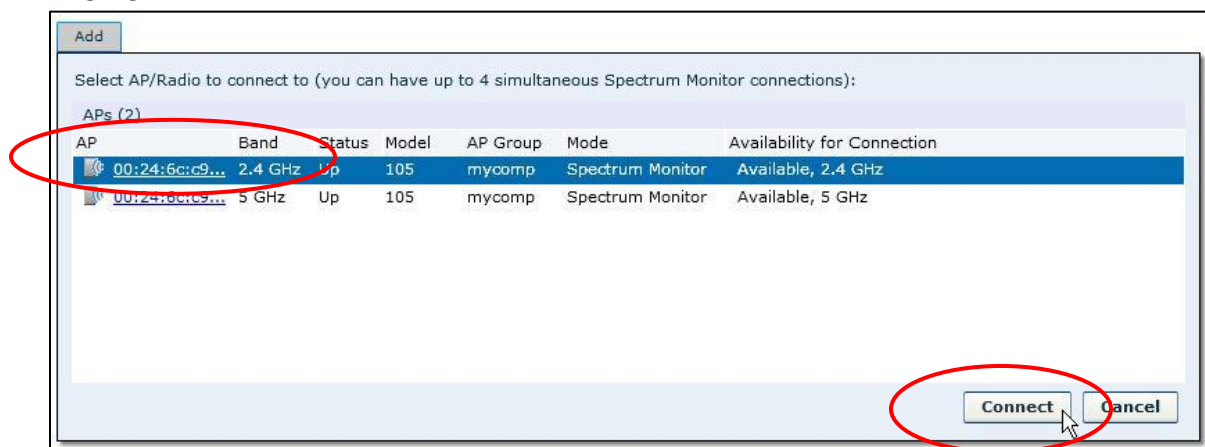 Add
Select AP/Radio to connect to (you can have up to 4 simultaneous Spectrum Monitor connections):
APs (2)
AP Band Status Model AP Group Mode Availability for Connection
00:24:6c:c9... 2.4 GHz Up 105 mycomp Spectrum Monitor Available, 2.4 GHz
00:24:6c:c9... 5 GHz Up 105 mycomp Spectrum Monitor Available, 5 GHz
Connect Cancel